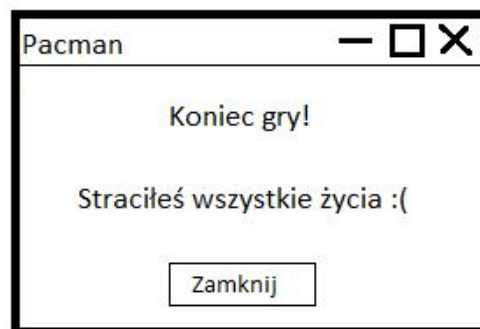 Pacman
Koniec gry!
Straciłeś wszystkie życia :(
Zamknij